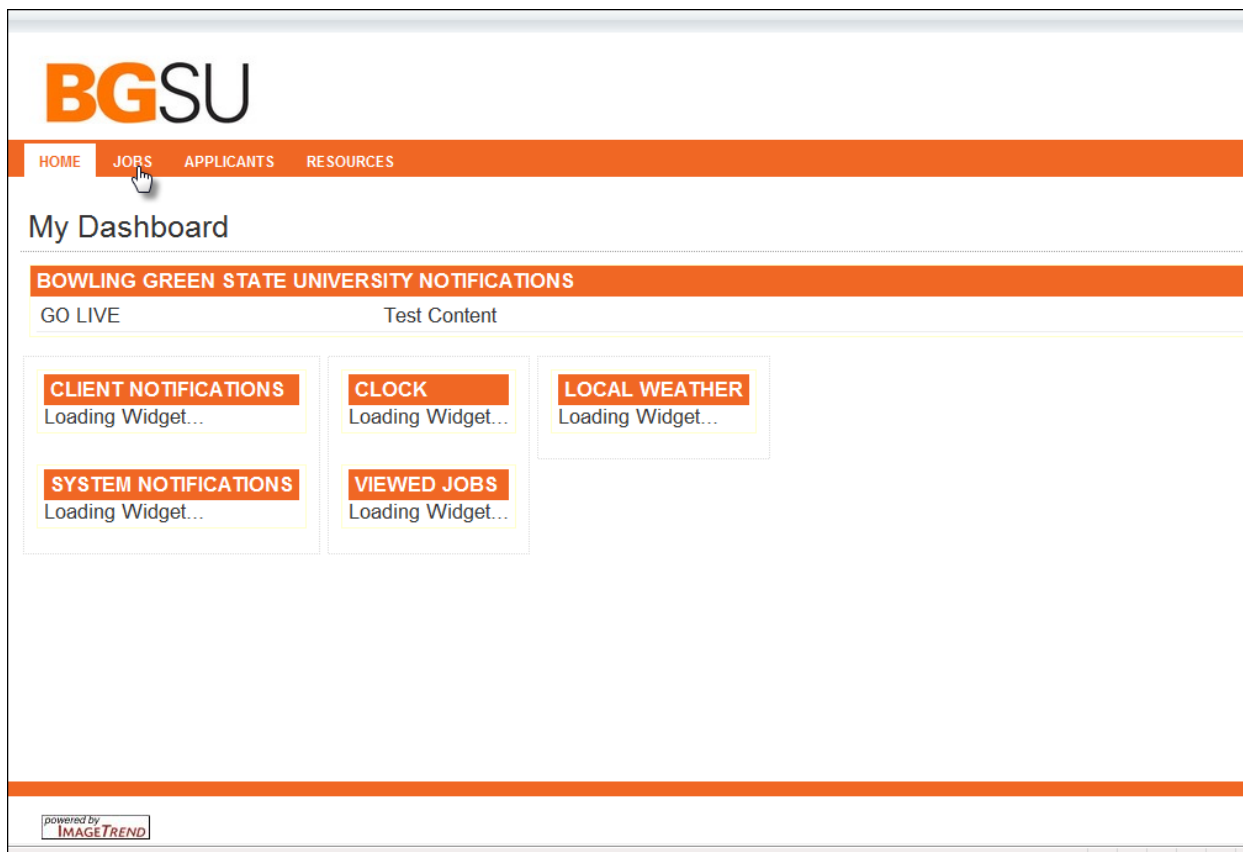 BGSU
HOME JOBS APPLICANTS RESOURCES
My Dashboard
BOWLING GREEN STATE UNIVERSITY NOTIFICATIONS
GO LIVE Test Content
CLIENT NOTIFICATIONS CLOCK LOCAL WEATHER
Loading Widget... Loading Widget... Loading Widget...
SYSTEM NOTIFICATIONS VIEWED JOBS
Loading Widget... Loading Widget...
powered by
IMAGETREND